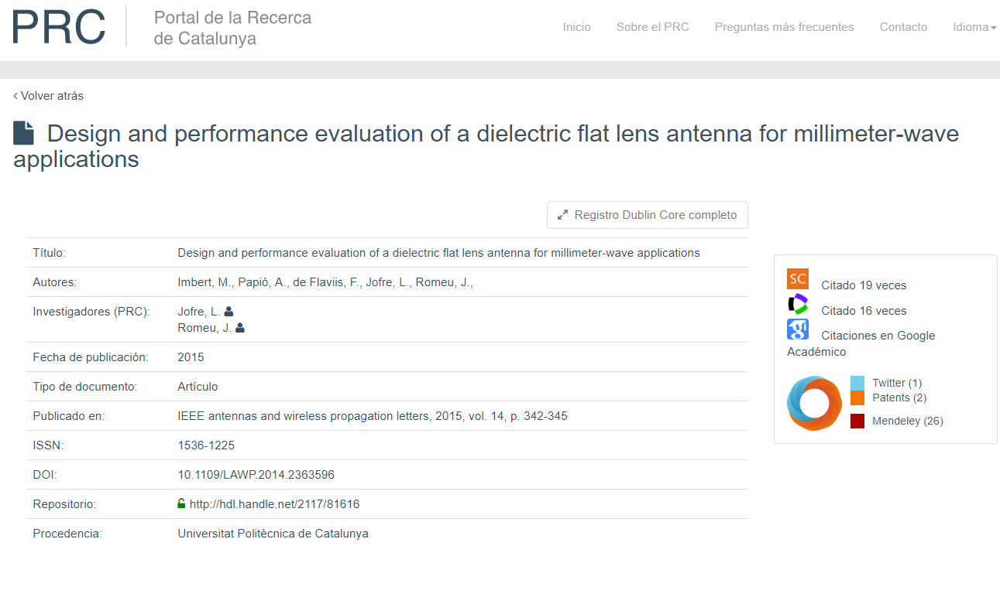 PRC
Portal de la Recerca
de Catalunya
Inicio Sobre el PRC Preguntas más frecuentes Contacto Idioma
‹ Volver atrás
Design and performance evaluation of a dielectric flat lens antenna for millimeter-wave
applications
Registro Dublin Core completo
Título: Design and performance evaluation of a dielectric flat lens antenna for millimeter-wave applications
Autores: Imbert, M., Papió, A., de Flaviis, F., Jofre, L., Romeu, J.,
Investigadores (PRC): Jofre, L.
Romeu, J.
Fecha de publicación: 2015
Tipo de documento: Artículo
Publicado en: IEEE antennas and wireless propagation letters, 2015, vol. 14, p. 342-345
ISSN: 1536-1225
DOI: 10.1109/LAWP.2014.2363596
Repositorio: http://hdl.handle.net/2117/81616
Procedencia: Universitat Politècnica de Catalunya
SC Citado 19 veces
Citado 16 veces
g Citaciones en Google
Académico
Twitter (1)
Patents (2)
Mendeley (26)